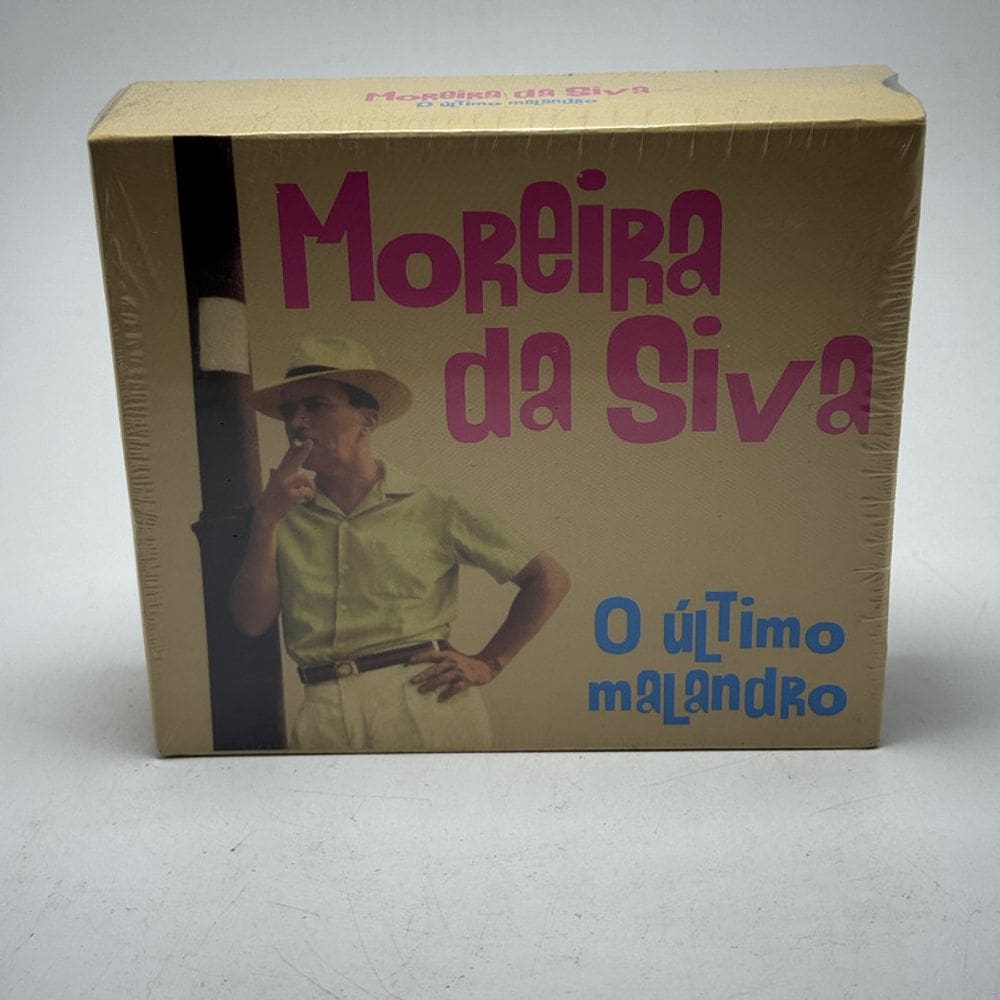 Moreira da Siva
O último malandro
Moreira
da Siva
O último
malandro